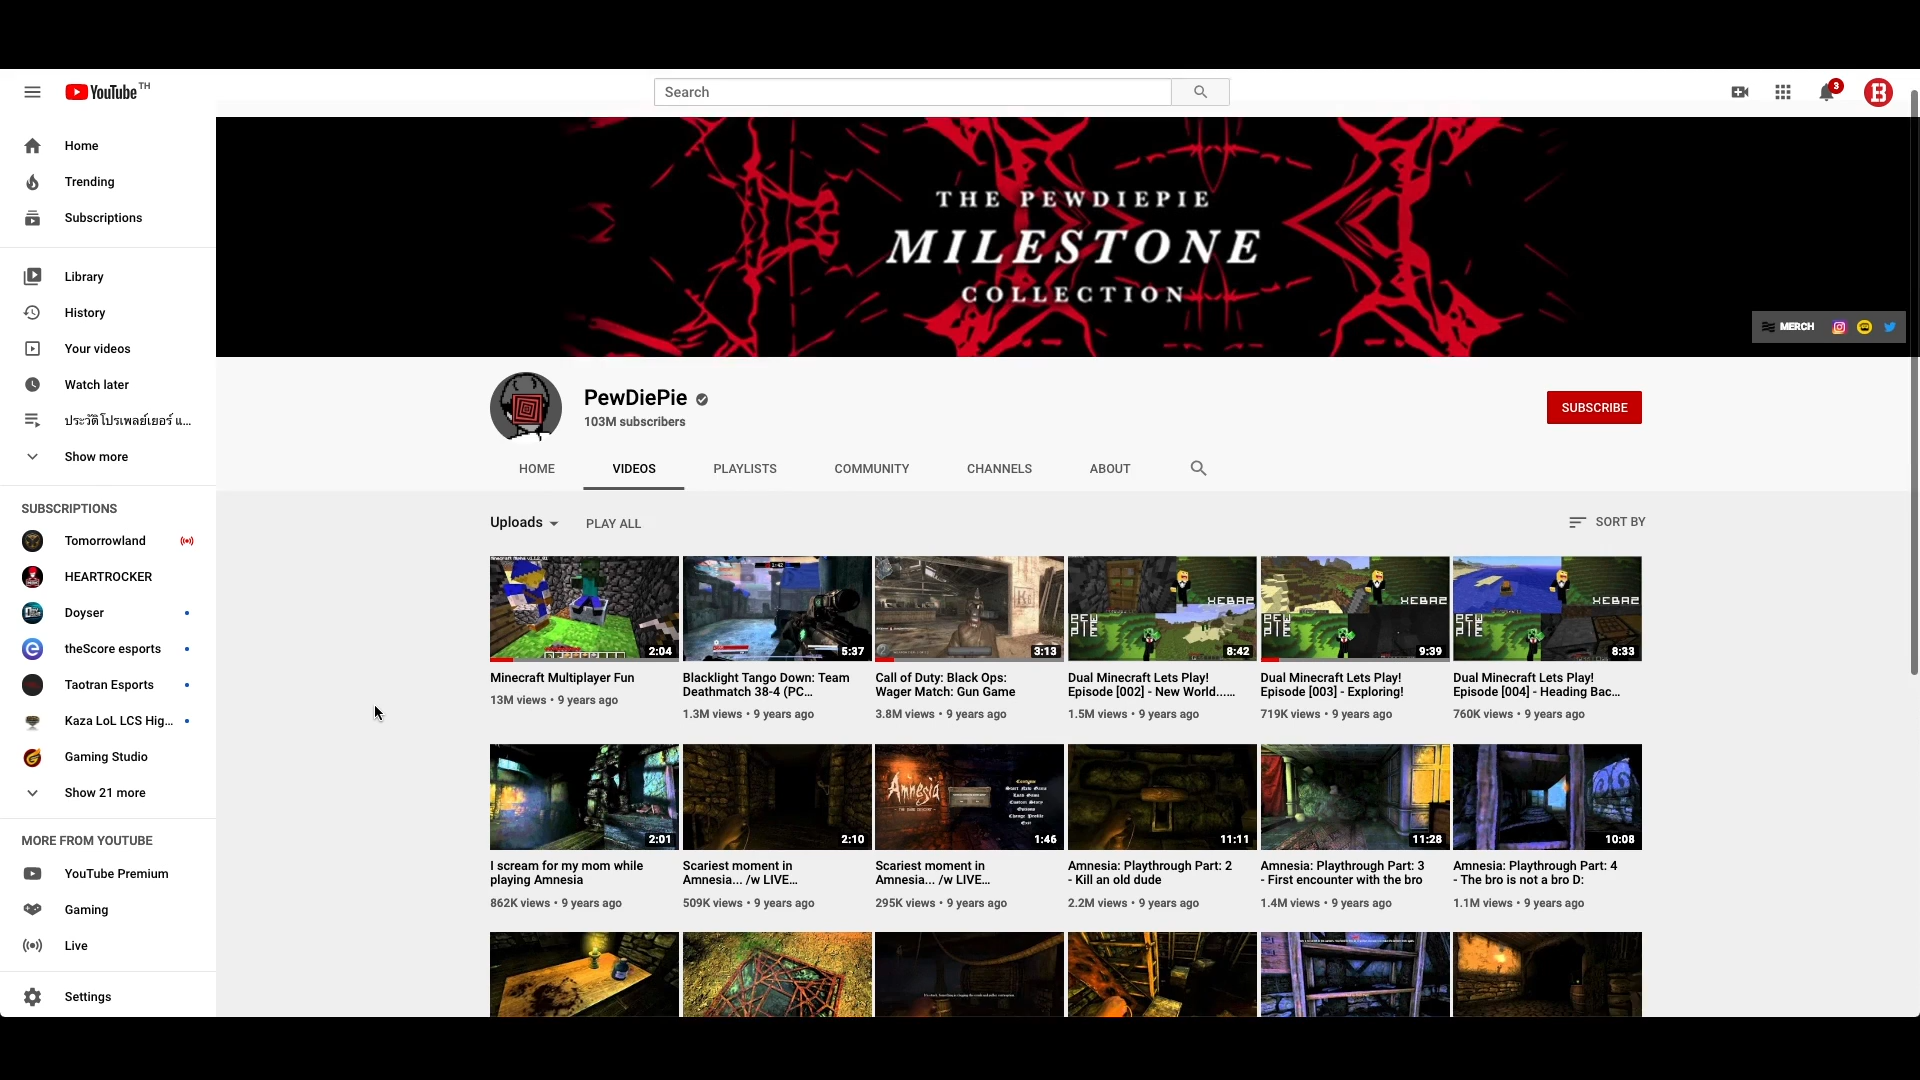 YouTube TH
Search
3
Home
Trending
Subscriptions
Library
History
Your videos
Watch later
ประวัติโปรเพลย์เยอร์ แ...
Show more
SUBSCRIPTIONS
Tomorrowland
HEARTROCKER
Doyser
theScore esports
Taotran Esports
Kaza LoL LCS Hig...
Gaming Studio
Show 21 more
MORE FROM YOUTUBE
YouTube Premium
Gaming
Live
Settings
THE PEWDIEPIE
MILESTONE
COLLECTION
MERCH
PewDiePie
103M subscribers
SUBSCRIBE
HOME VIDEOS PLAYLISTS COMMUNITY CHANNELS ABOUT
Uploads PLAY ALL SORT BY
2:04
Minecraft Multiplayer Fun
13M views • 9 years ago
5:37
Blacklight Tango Down: Team
Deathmatch 38-4 (PC...
1.3M views • 9 years ago
3:13
Call of Duty: Black Ops:
Wager Match: Gun Game
3.8M views • 9 years ago
XEBAZ
PEW
PIE
8:42
Dual Minecraft Lets Play!
Episode [002] - New World.....
1.5M views • 9 years ago
XEBAZ
PEW
PIE
9:39
Dual Minecraft Lets Play!
Episode [003] - Exploring!
719K views • 9 years ago
XEBAZ
PEW
PIE
8:33
Dual Minecraft Lets Play!
Episode [004] - Heading Bac...
760K views • 9 years ago
2:01
I scream for my mom while
playing Amnesia
862K views • 9 years ago
2:10
Scariest moment in
Amnesia... /w LIVE...
509K views • 9 years ago
Amnesia
1:46
Scariest moment in
Amnesia... /w LIVE...
295K views • 9 years ago
11:11
Amnesia: Playthrough Part: 2
- Kill an old dude
2.2M views • 9 years ago
11:28
Amnesia: Playthrough Part: 3
- First encounter with the bro
1.4M views • 9 years ago
10:08
Amnesia: Playthrough Part: 4
- The bro is not a bro D:
1.1M views • 9 years ago